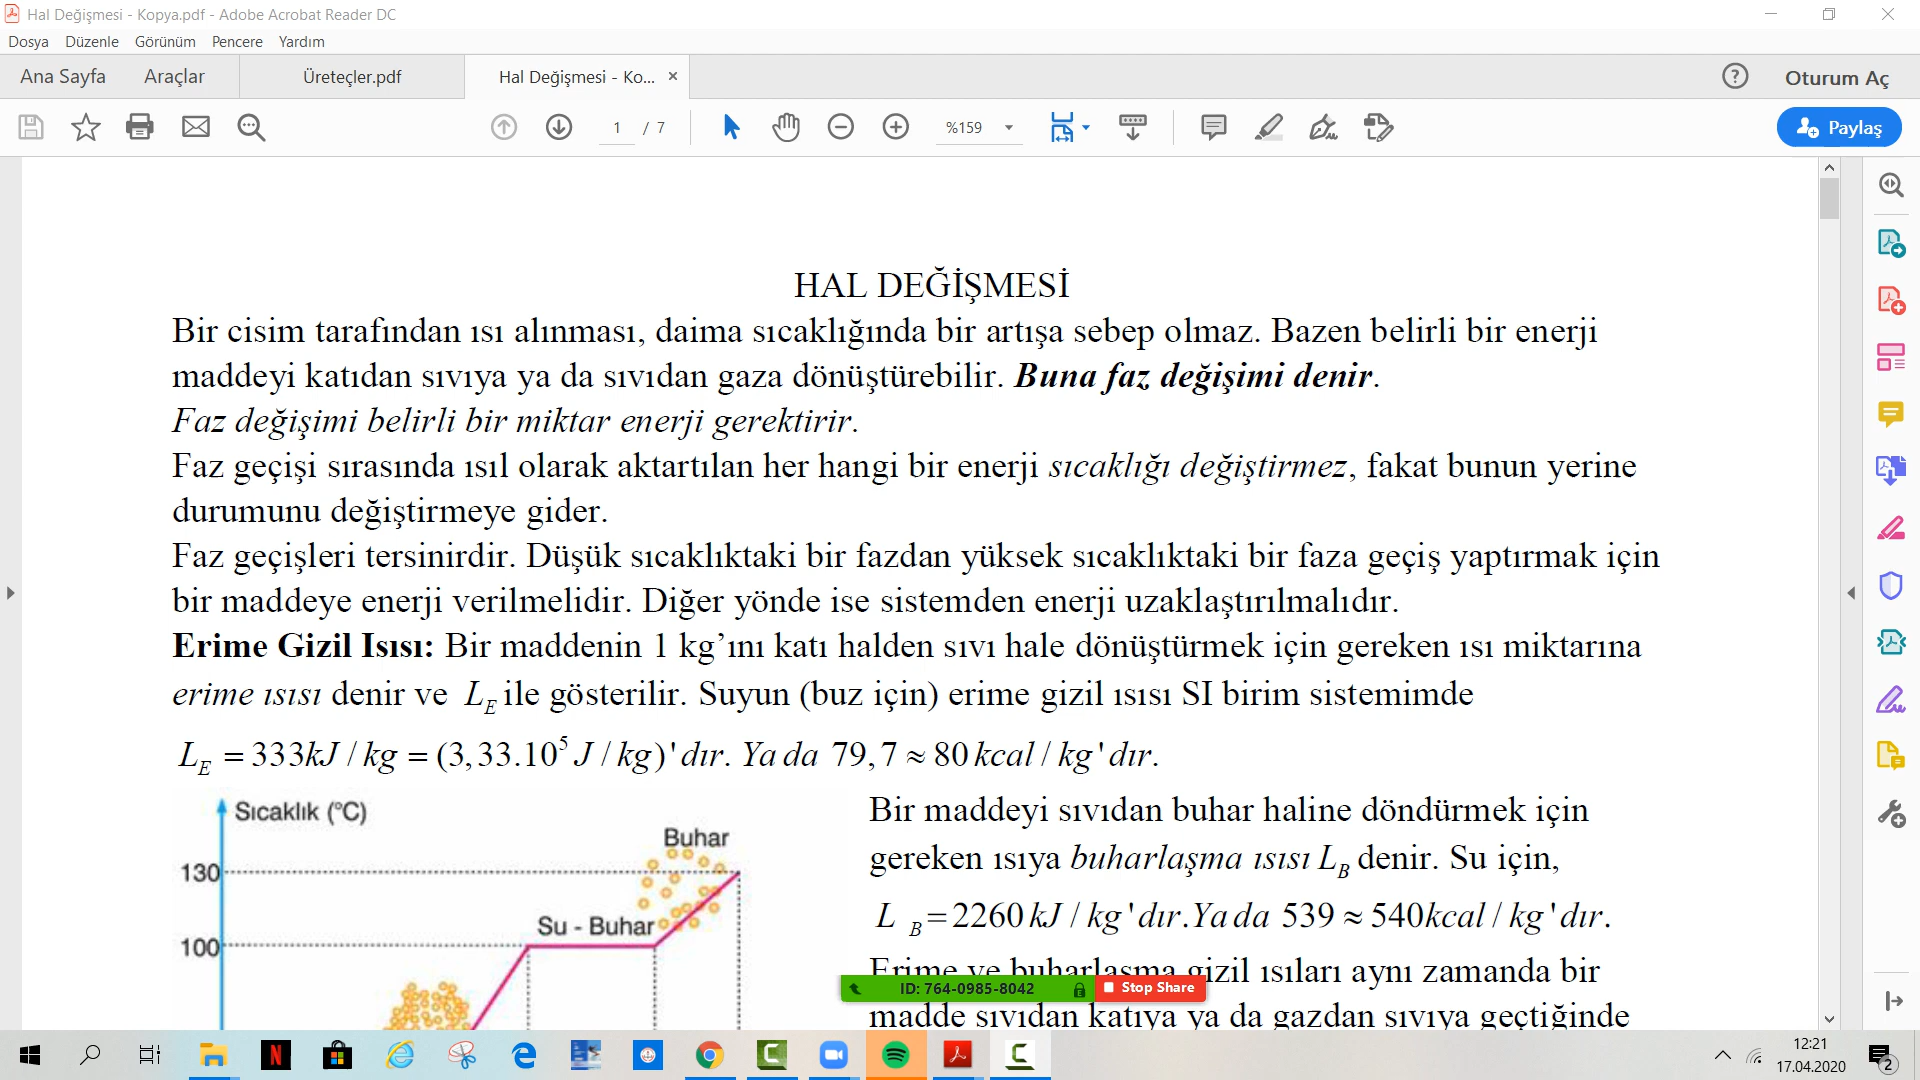 Hal Değişmesi - Kopya.pdf - Adobe Acrobat Reader DC
Dosya Düzenle Görünüm Pencere Yardım
Ana Sayfa Araçlar Üreteçler.pdf Hal Değişmesi - Ko... × Oturum Aç
1 / 7 %159 Paylaş
HAL DEĞİŞMESİ
Bir cisim tarafından ısı alınması, daima sıcaklığında bir artışa sebep olmaz. Bazen belirli bir enerji
maddeyi katıdan sıvıya ya da sıvıdan gaza dönüştürebilir. Buna faz değişimi denir.
Faz değişimi belirli bir miktar enerji gerektirir.
Faz geçişi sırasında ısıl olarak aktartılan her hangi bir enerji sıcaklığı değiştirmez, fakat bunun yerine
durumunu değiştirmeye gider.
Faz geçişleri tersinirdir. Düşük sıcaklıktaki bir fazdan yüksek sıcaklıktaki bir faza geçiş yaptırmak için
bir maddeye enerji verilmelidir. Diğer yönde ise sistemden enerji uzaklaştırılmalıdır.
Erime Gizil Isısı: Bir maddenin 1 kg’ını katı halden sıvı hale dönüştürmek için gereken ısı miktarına
erime ısısı denir ve L_E ile gösterilir. Suyun (buz için) erime gizil ısısı SI birim sistemimde
L_E = 333kJ / kg = (3,33.10^5 J / kg)'dır. Ya da 79,7 ≈ 80 kcal / kg'dır.
Sıcaklık (°C)
Buhar
130
Su - Buhar
100
Bir maddeyi sıvıdan buhar haline döndürmek için
gereken ısıya buharlaşma ısısı L_B denir. Su için,
L_B = 2260 kJ / kg'dır. Ya da 539 ≈ 540kcal / kg'dır.
Erime ve buharlaşma gizil ısıları aynı zamanda bir
ID: 764-0985-8042 Stop Share
madde sıvıdan katıya ya da gazdan sıvıya geçtiğinde
12:21
17.04.2020
2